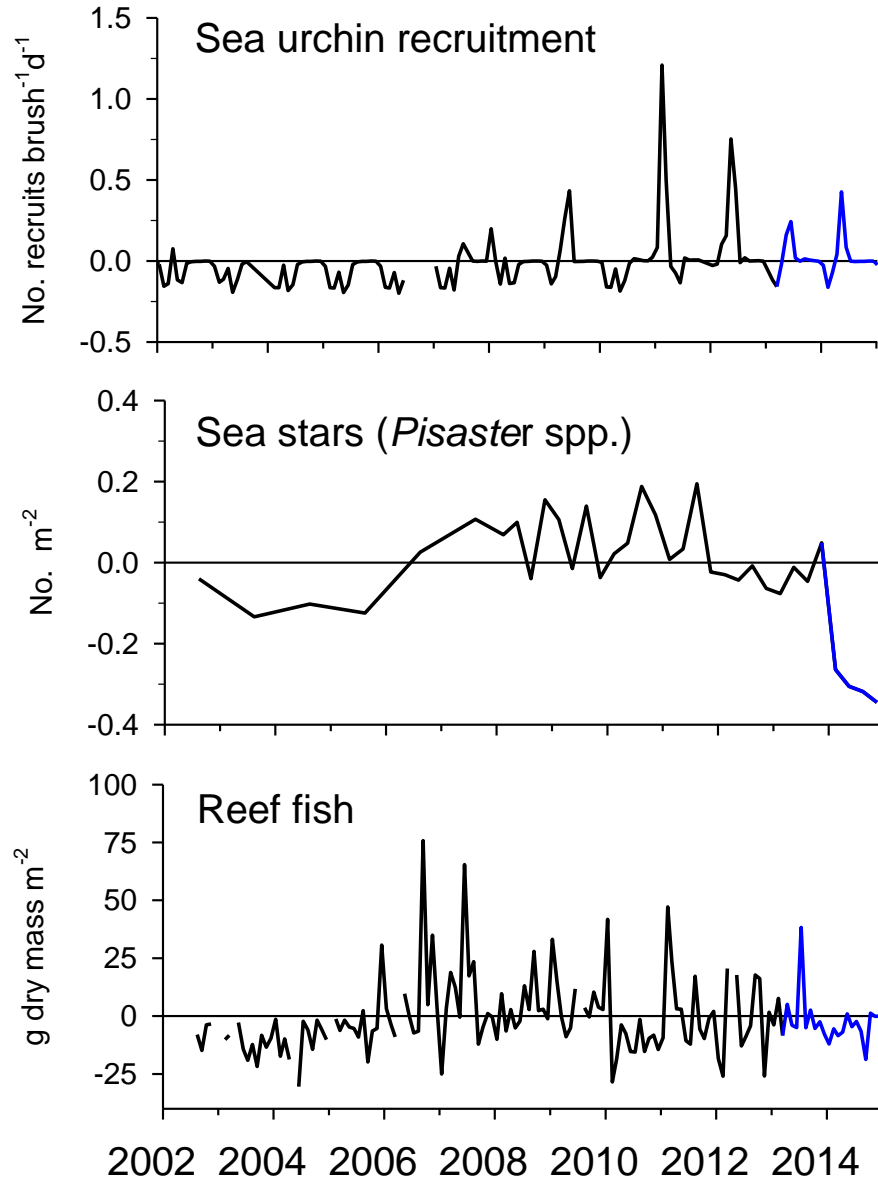 Sea urchin recruitment
No. recruits brush⁻¹d⁻¹
1.5
1.0
0.5
0.0
-0.5
Sea stars (Pisaster spp.)
No. m⁻²
0.4
0.2
0.0
-0.2
-0.4
Reef fish
g dry mass m⁻²
100
75
50
25
0
-25
2002 2004 2006 2008 2010 2012 2014